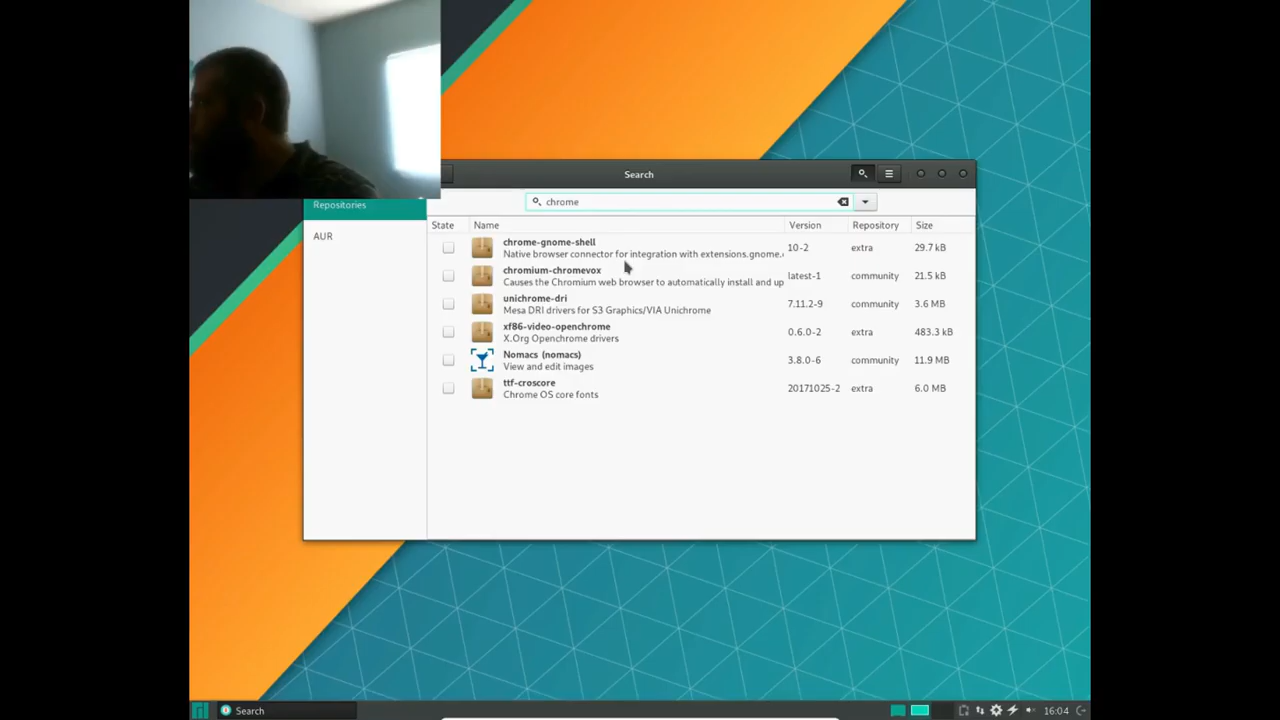 Search
chrome
Repositories
AUR
State Name Version Repository Size
chrome-gnome-shell
Native browser connector for integration with extensions.gnome.
10-2 extra 29.7 kB
chromium-chromevox
Causes the Chromium web browser to automatically install and up
latest-1 community 21.5 kB
unichrome-dri
Mesa DRI drivers for S3 Graphics/VIA Unichrome
7.11.2-9 community 3.6 MB
xf86-video-openchrome
X.Org Openchrome drivers
0.6.0-2 extra 483.3 kB
Nomacs (nomacs)
View and edit images
3.8.0-6 community 11.9 MB
ttf-croscore
Chrome OS core fonts
20171025-2 extra 6.0 MB
Search
16:04